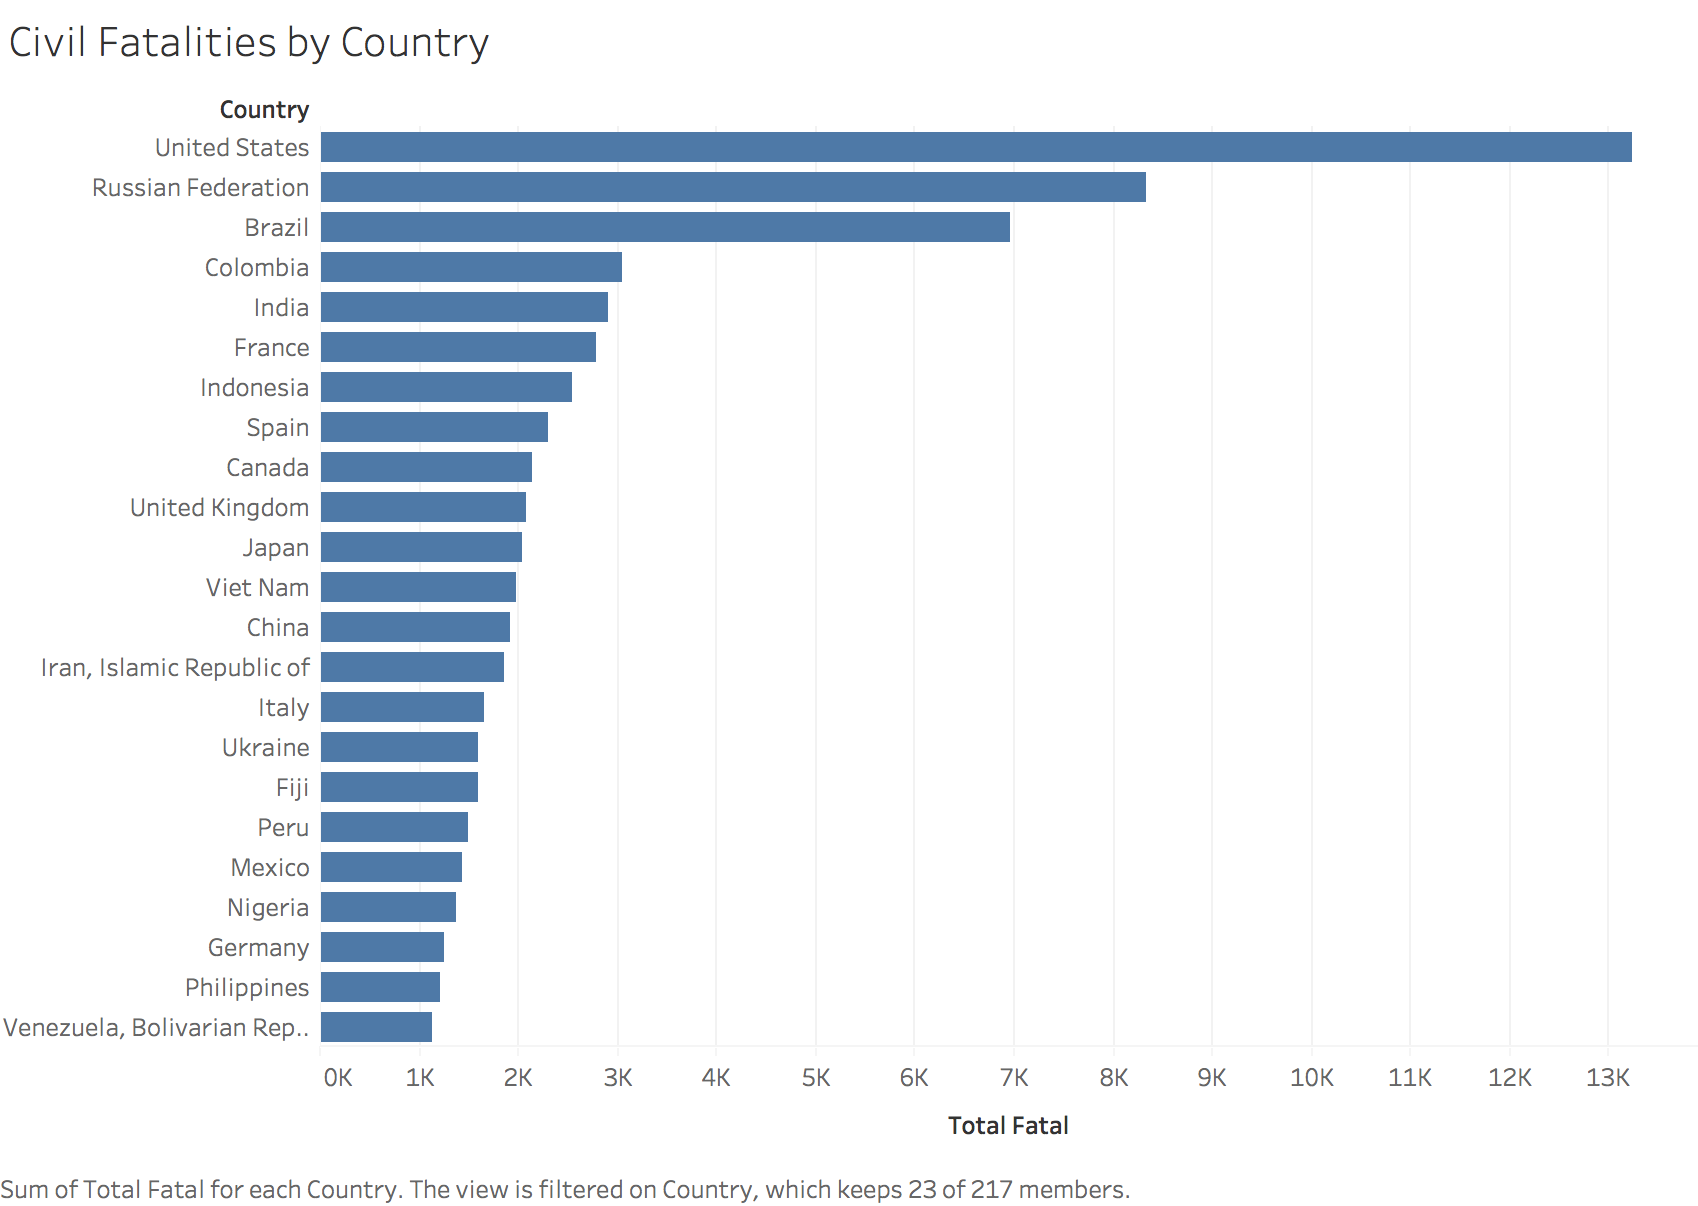 Civil Fatalities by Country
Country
United States
Russian Federation
Brazil
Colombia
India
France
Indonesia
Spain
Canada
United Kingdom
Japan
Viet Nam
China
Iran, Islamic Republic of
Italy
Ukraine
Fiji
Peru
Mexico
Nigeria
Germany
Philippines
Venezuela, Bolivarian Rep..
0K 1K 2K 3K 4K 5K 6K 7K 8K 9K 10K 11K 12K 13K
Total Fatal
Sum of Total Fatal for each Country. The view is filtered on Country, which keeps 23 of 217 members.